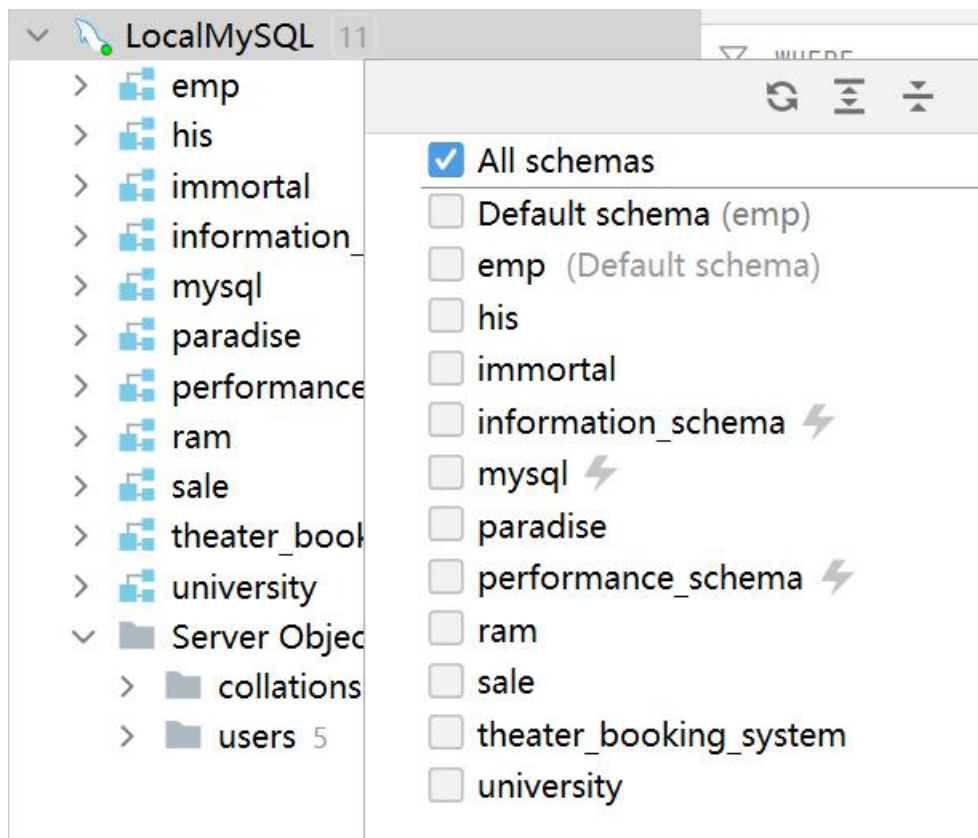 LocalMySQL 11
emp
his
immortal
information_
mysql
paradise
performance
ram
sale
theater_book
university
Server Objec
collations
users 5
WHERE
All schemas
Default schema (emp)
emp (Default schema)
his
immortal
information_schema
mysql
paradise
performance_schema
ram
sale
theater_booking_system
university